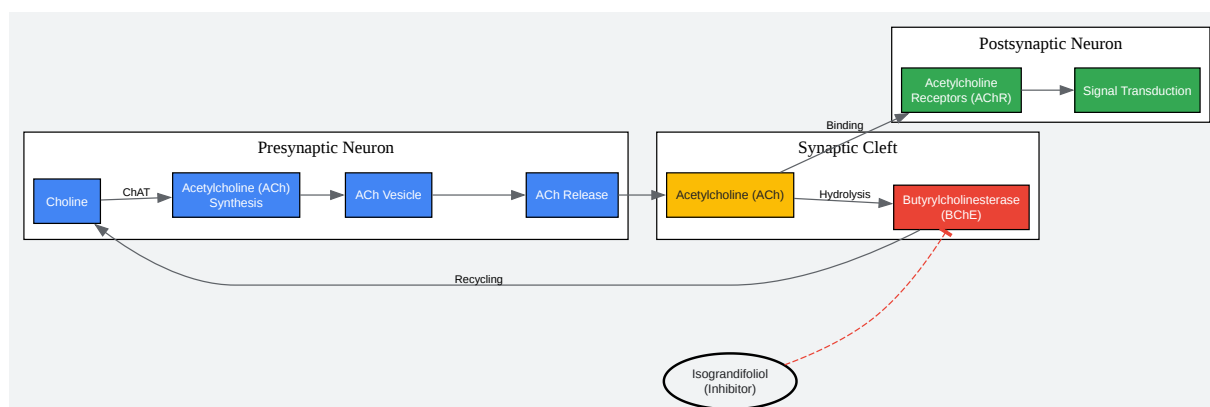 Postsynaptic Neuron
Acetylcholine
Receptors (AChR)
Signal Transduction
Binding
Presynaptic Neuron
Synaptic Cleft
Choline
ChAT
Acetylcholine (ACh)
Synthesis
ACh Vesicle
ACh Release
Acetylcholine (ACh)
Hydrolysis
Butyrylcholinesterase
(BChE)
Recycling
Isograndifoliol
(Inhibitor)